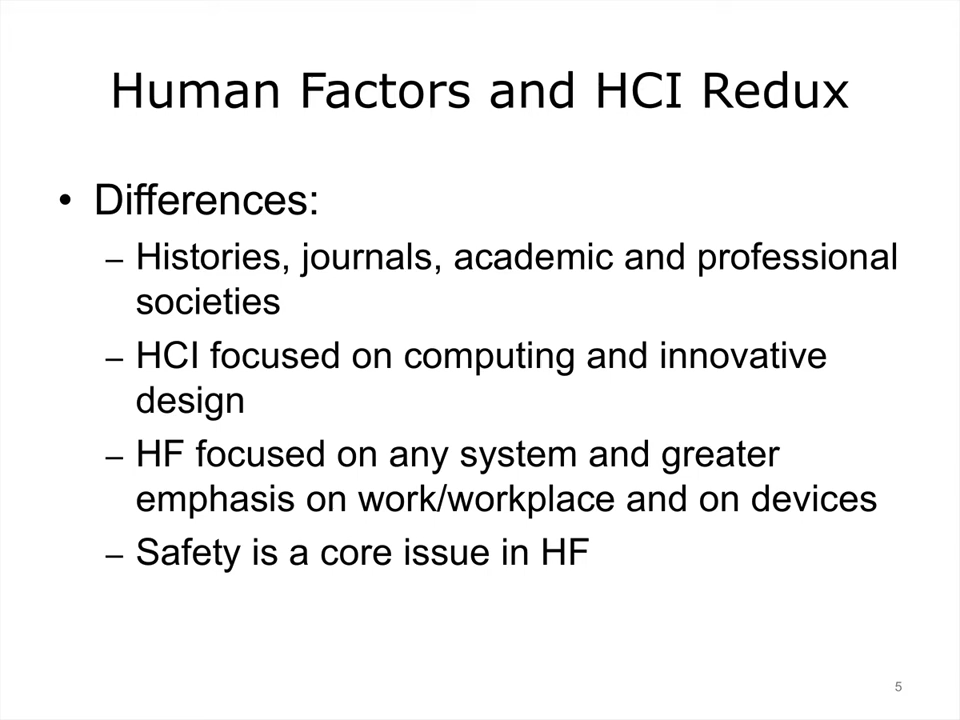 Human Factors and HCI Redux
• Differences:
– Histories, journals, academic and professional
societies
– HCI focused on computing and innovative
design
– HF focused on any system and greater
emphasis on work/workplace and on devices
– Safety is a core issue in HF
5